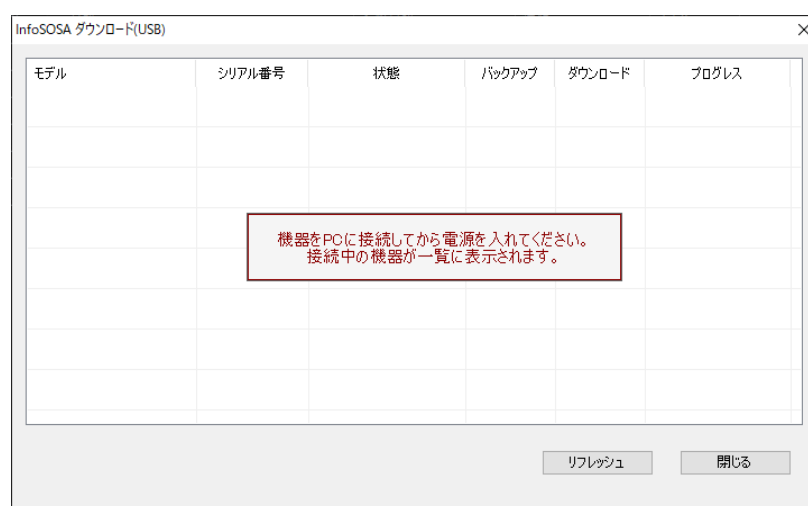 InfoSOSA ダウンロード(USB)
モデル シリアル番号 状態 バックアップ ダウンロード プログレス
機器をPCに接続してから電源を入れてください。
接続中の機器が一覧に表示されます。
リフレッシュ 閉じる